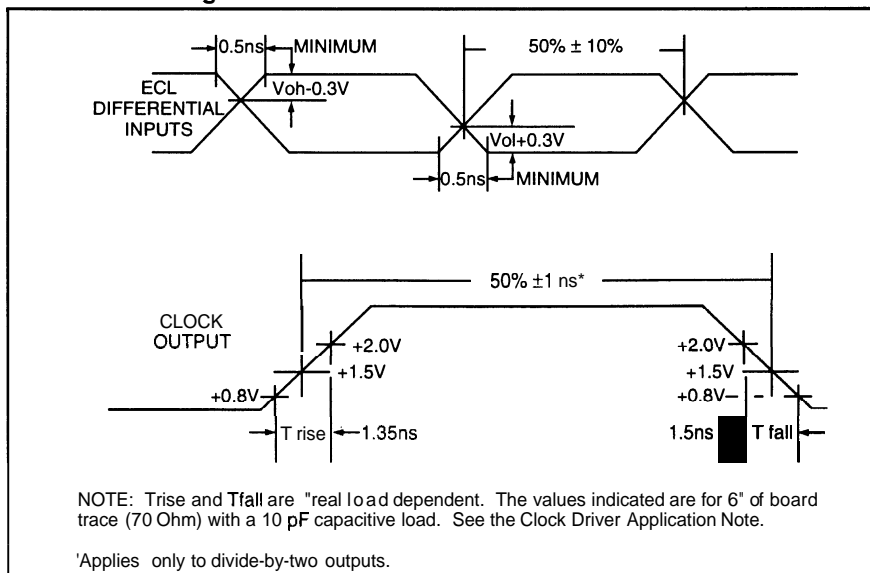 0.5ns MINIMUM 50% ± 10%
ECL
DIFFERENTIAL
INPUTS
Voh-0.3V
Vol+0.3V
0.5ns MINIMUM
50% ±1 ns*
CLOCK
OUTPUT
+2.0V +2.0V
+1.5V +1.5V
+0.8V +0.8V
T rise 1.35ns 1.5ns T fall
NOTE: Trise and Tfall are "real load dependent. The values indicated are for 6" of board
trace (70 Ohm) with a 10 pF capacitive load. See the Clock Driver Application Note.
'Applies only to divide-by-two outputs.